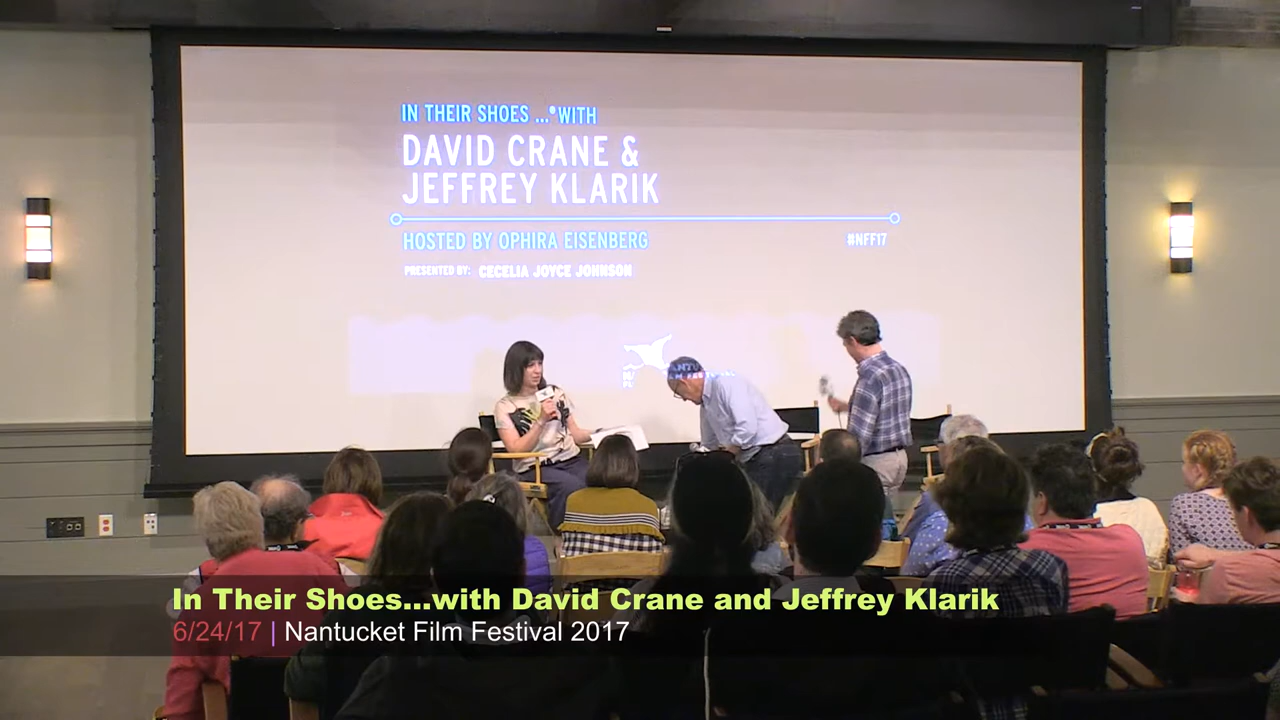 IN THEIR SHOES ...® WITH
DAVID CRANE &
JEFFREY KLARIK
HOSTED BY OPHIRA EISENBERG
#NFF17
PRESENTED BY: CECELIA JOYCE JOHNSON
In Their Shoes...with David Crane and Jeffrey Klarik
6/24/17 | Nantucket Film Festival 2017